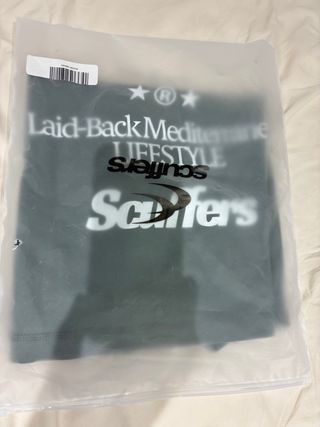 ★ ® ★
Laid-Back Mediterrane
LIFESTYLE
scuffers
Scuffers